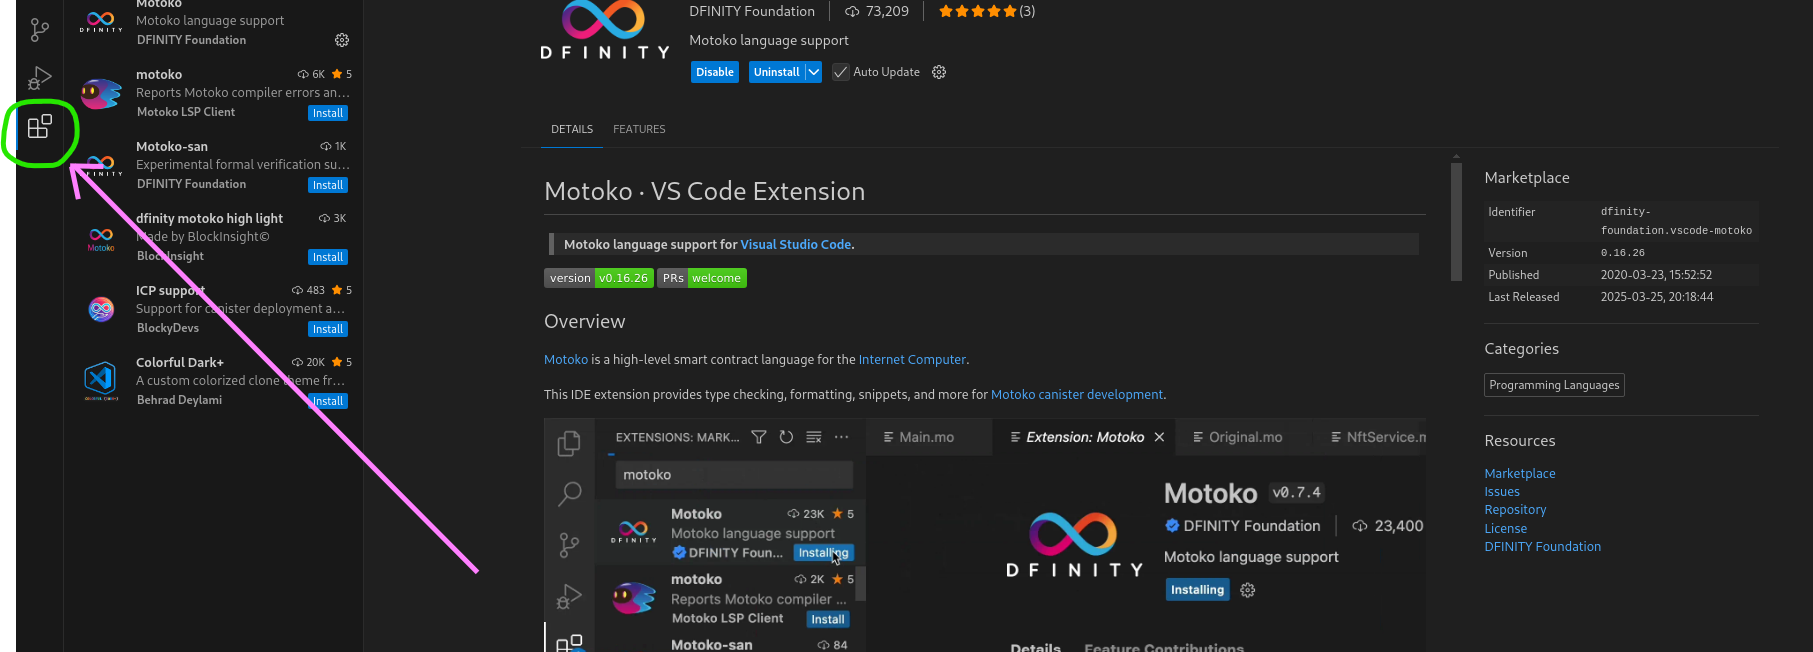 Motoko
Motoko language support
DFINITY
DFINITY Foundation
motoko
6K
5
Reports Motoko compiler errors an...
Motoko LSP Client
Install
Motoko-san
1K
Experimental formal verification su...
DFINITY Foundation
Install
dfinity motoko high light
3K
Made by BlockInsight©
Motoko
BlockInsight
Install
ICP support
483
5
Support for canister deployment a...
BlockyDevs
Install
Colorful Dark+
20K
5
A custom colorized clone theme fr...
Behrad Deylami
Install
DFINITY
DFINITY Foundation
73,209
(3)
Motoko language support
Disable
Uninstall
Auto Update
DETAILS
FEATURES
Motoko · VS Code Extension
Motoko language support for Visual Studio Code.
version v0.16.26
PRs welcome
Overview
Motoko is a high-level smart contract language for the Internet Computer.
This IDE extension provides type checking, formatting, snippets, and more for Motoko canister development.
EXTENSIONS: MARK...
motoko
Motoko
23K
5
Motoko language support
DFINITY
DFINITY Foun...
Installing
motoko
2K
5
Reports Motoko compiler ...
Motoko LSP Client
Install
Motoko-san
84
Main.mo
Extension: Motoko
Original.mo
NftService.m
DFINITY
Motoko v0.7.4
DFINITY Foundation
23,400
Motoko language support
Installing
Details
Feature Contributions
Marketplace
Identifier
dfinity-
foundation.vscode-motoko
Version
0.16.26
Published
2020-03-23, 15:52:52
Last Released
2025-03-25, 20:18:44
Categories
Programming Languages
Resources
Marketplace
Issues
Repository
License
DFINITY Foundation